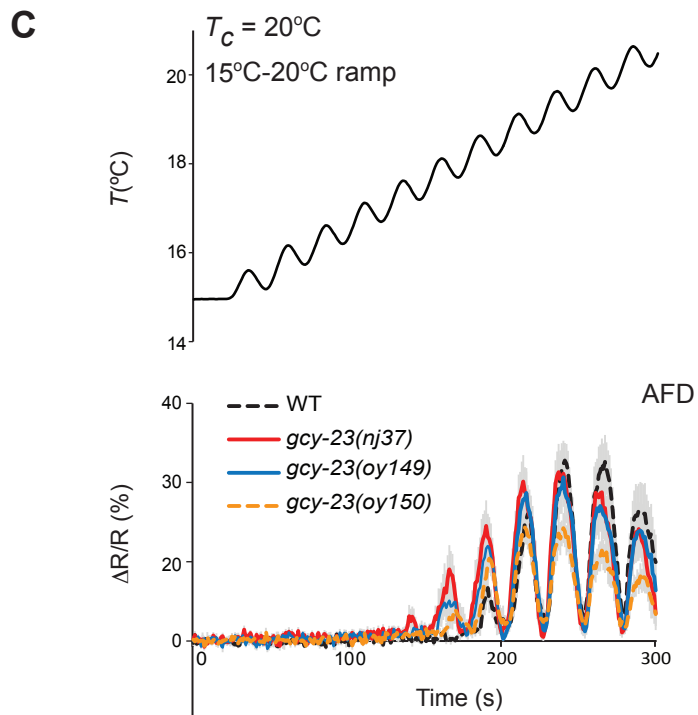 C
Tc = 20°C
15°C-20°C ramp
T(ºC)
20
18
16
14
AFD
WT
gcy-23(nj37)
gcy-23(oy149)
gcy-23(oy150)
ΔR/R (%)
40
30
20
0
0 100 200 300
Time (s)